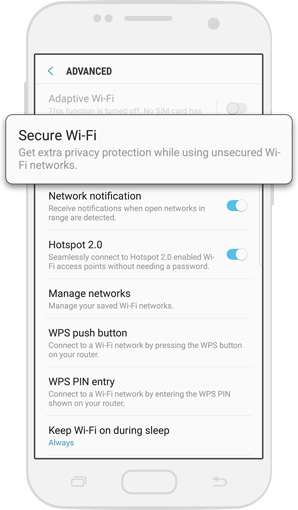 ADVANCED
Adaptive Wi-Fi
This function is turned off. No SIM card has
Secure Wi-Fi
Get extra privacy protection while using unsecured Wi-
Fi networks.
Network notification
Receive notifications when open networks in
range are detected.
Hotspot 2.0
Seamlessly connect to Hotspot 2.0 enabled Wi-
Fi access points without needing a password.
Manage networks
Manage your saved Wi-Fi networks.
WPS push button
Connect to a Wi-Fi network by pressing the WPS button
on your router.
WPS PIN entry
Connect to a Wi-Fi network by entering the WPS PIN
shown on your router.
Keep Wi-Fi on during sleep
Always